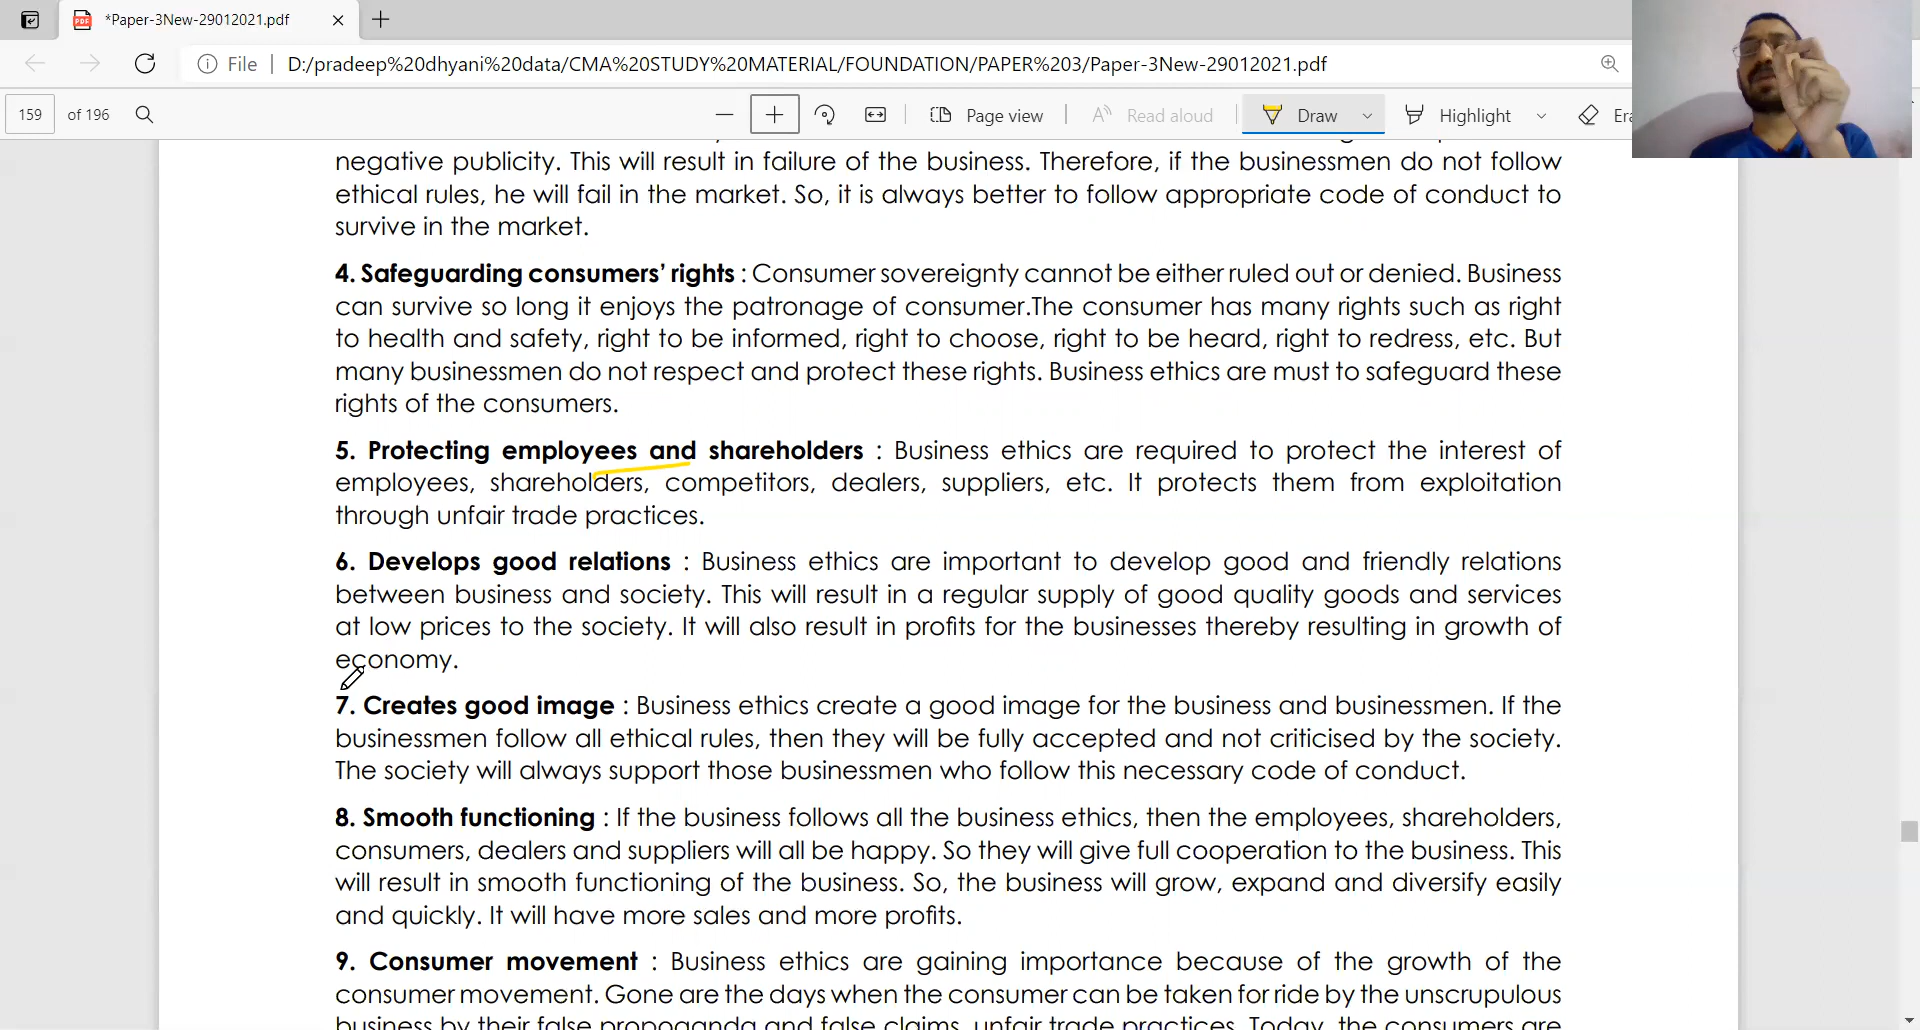 *Paper-3New-29012021.pdf
File
D:/pradeep%20dhyani%20data/CMA%20STUDY%20MATERIAL/FOUNDATION/PAPER%203/Paper-3New-29012021.pdf
159 of 196 Page view Read aloud Draw Highlight
negative publicity. This will result in failure of the business. Therefore, if the businessmen do not follow
ethical rules, he will fail in the market. So, it is always better to follow appropriate code of conduct to
survive in the market.
4. Safeguarding consumers’ rights : Consumer sovereignty cannot be either ruled out or denied. Business
can survive so long it enjoys the patronage of consumer.The consumer has many rights such as right
to health and safety, right to be informed, right to choose, right to be heard, right to redress, etc. But
many businessmen do not respect and protect these rights. Business ethics are must to safeguard these
rights of the consumers.
5. Protecting employees and shareholders : Business ethics are required to protect the interest of
employees, shareholders, competitors, dealers, suppliers, etc. It protects them from exploitation
through unfair trade practices.
6. Develops good relations : Business ethics are important to develop good and friendly relations
between business and society. This will result in a regular supply of good quality goods and services
at low prices to the society. It will also result in profits for the businesses thereby resulting in growth of
economy.
7. Creates good image : Business ethics create a good image for the business and businessmen. If the
businessmen follow all ethical rules, then they will be fully accepted and not criticised by the society.
The society will always support those businessmen who follow this necessary code of conduct.
8. Smooth functioning : If the business follows all the business ethics, then the employees, shareholders,
consumers, dealers and suppliers will all be happy. So they will give full cooperation to the business. This
will result in smooth functioning of the business. So, the business will grow, expand and diversify easily
and quickly. It will have more sales and more profits.
9. Consumer movement : Business ethics are gaining importance because of the growth of the
consumer movement. Gone are the days when the consumer can be taken for ride by the unscrupulous
business by their false propoganda and false claims, unfair trade practices. Today, the consumers are